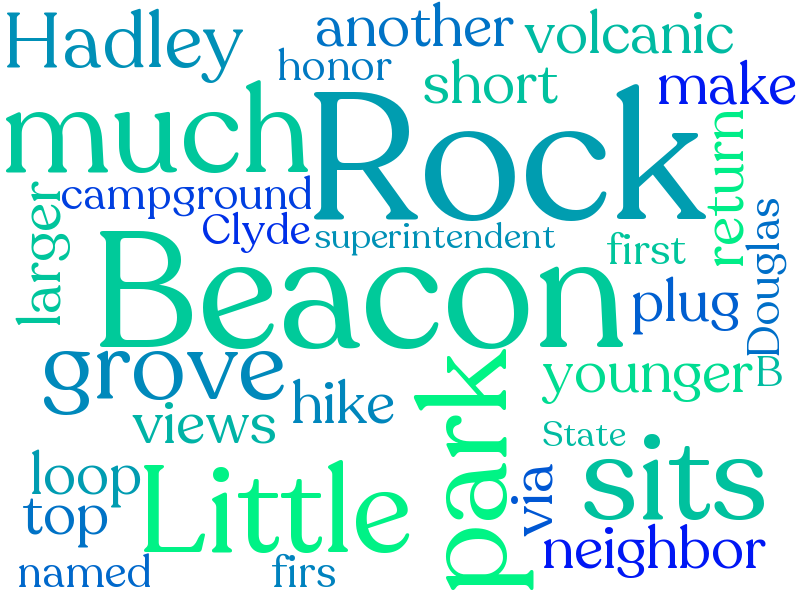 Hadley
another
volcanic
honor
short
make
much
Rock
return
larger
campground
Clyde
superintendent
first
Douglas
Beacon
plug
grove
younger
B
views
hike
park
State
loop
top
Little
via
sits
neighbor
named
firs